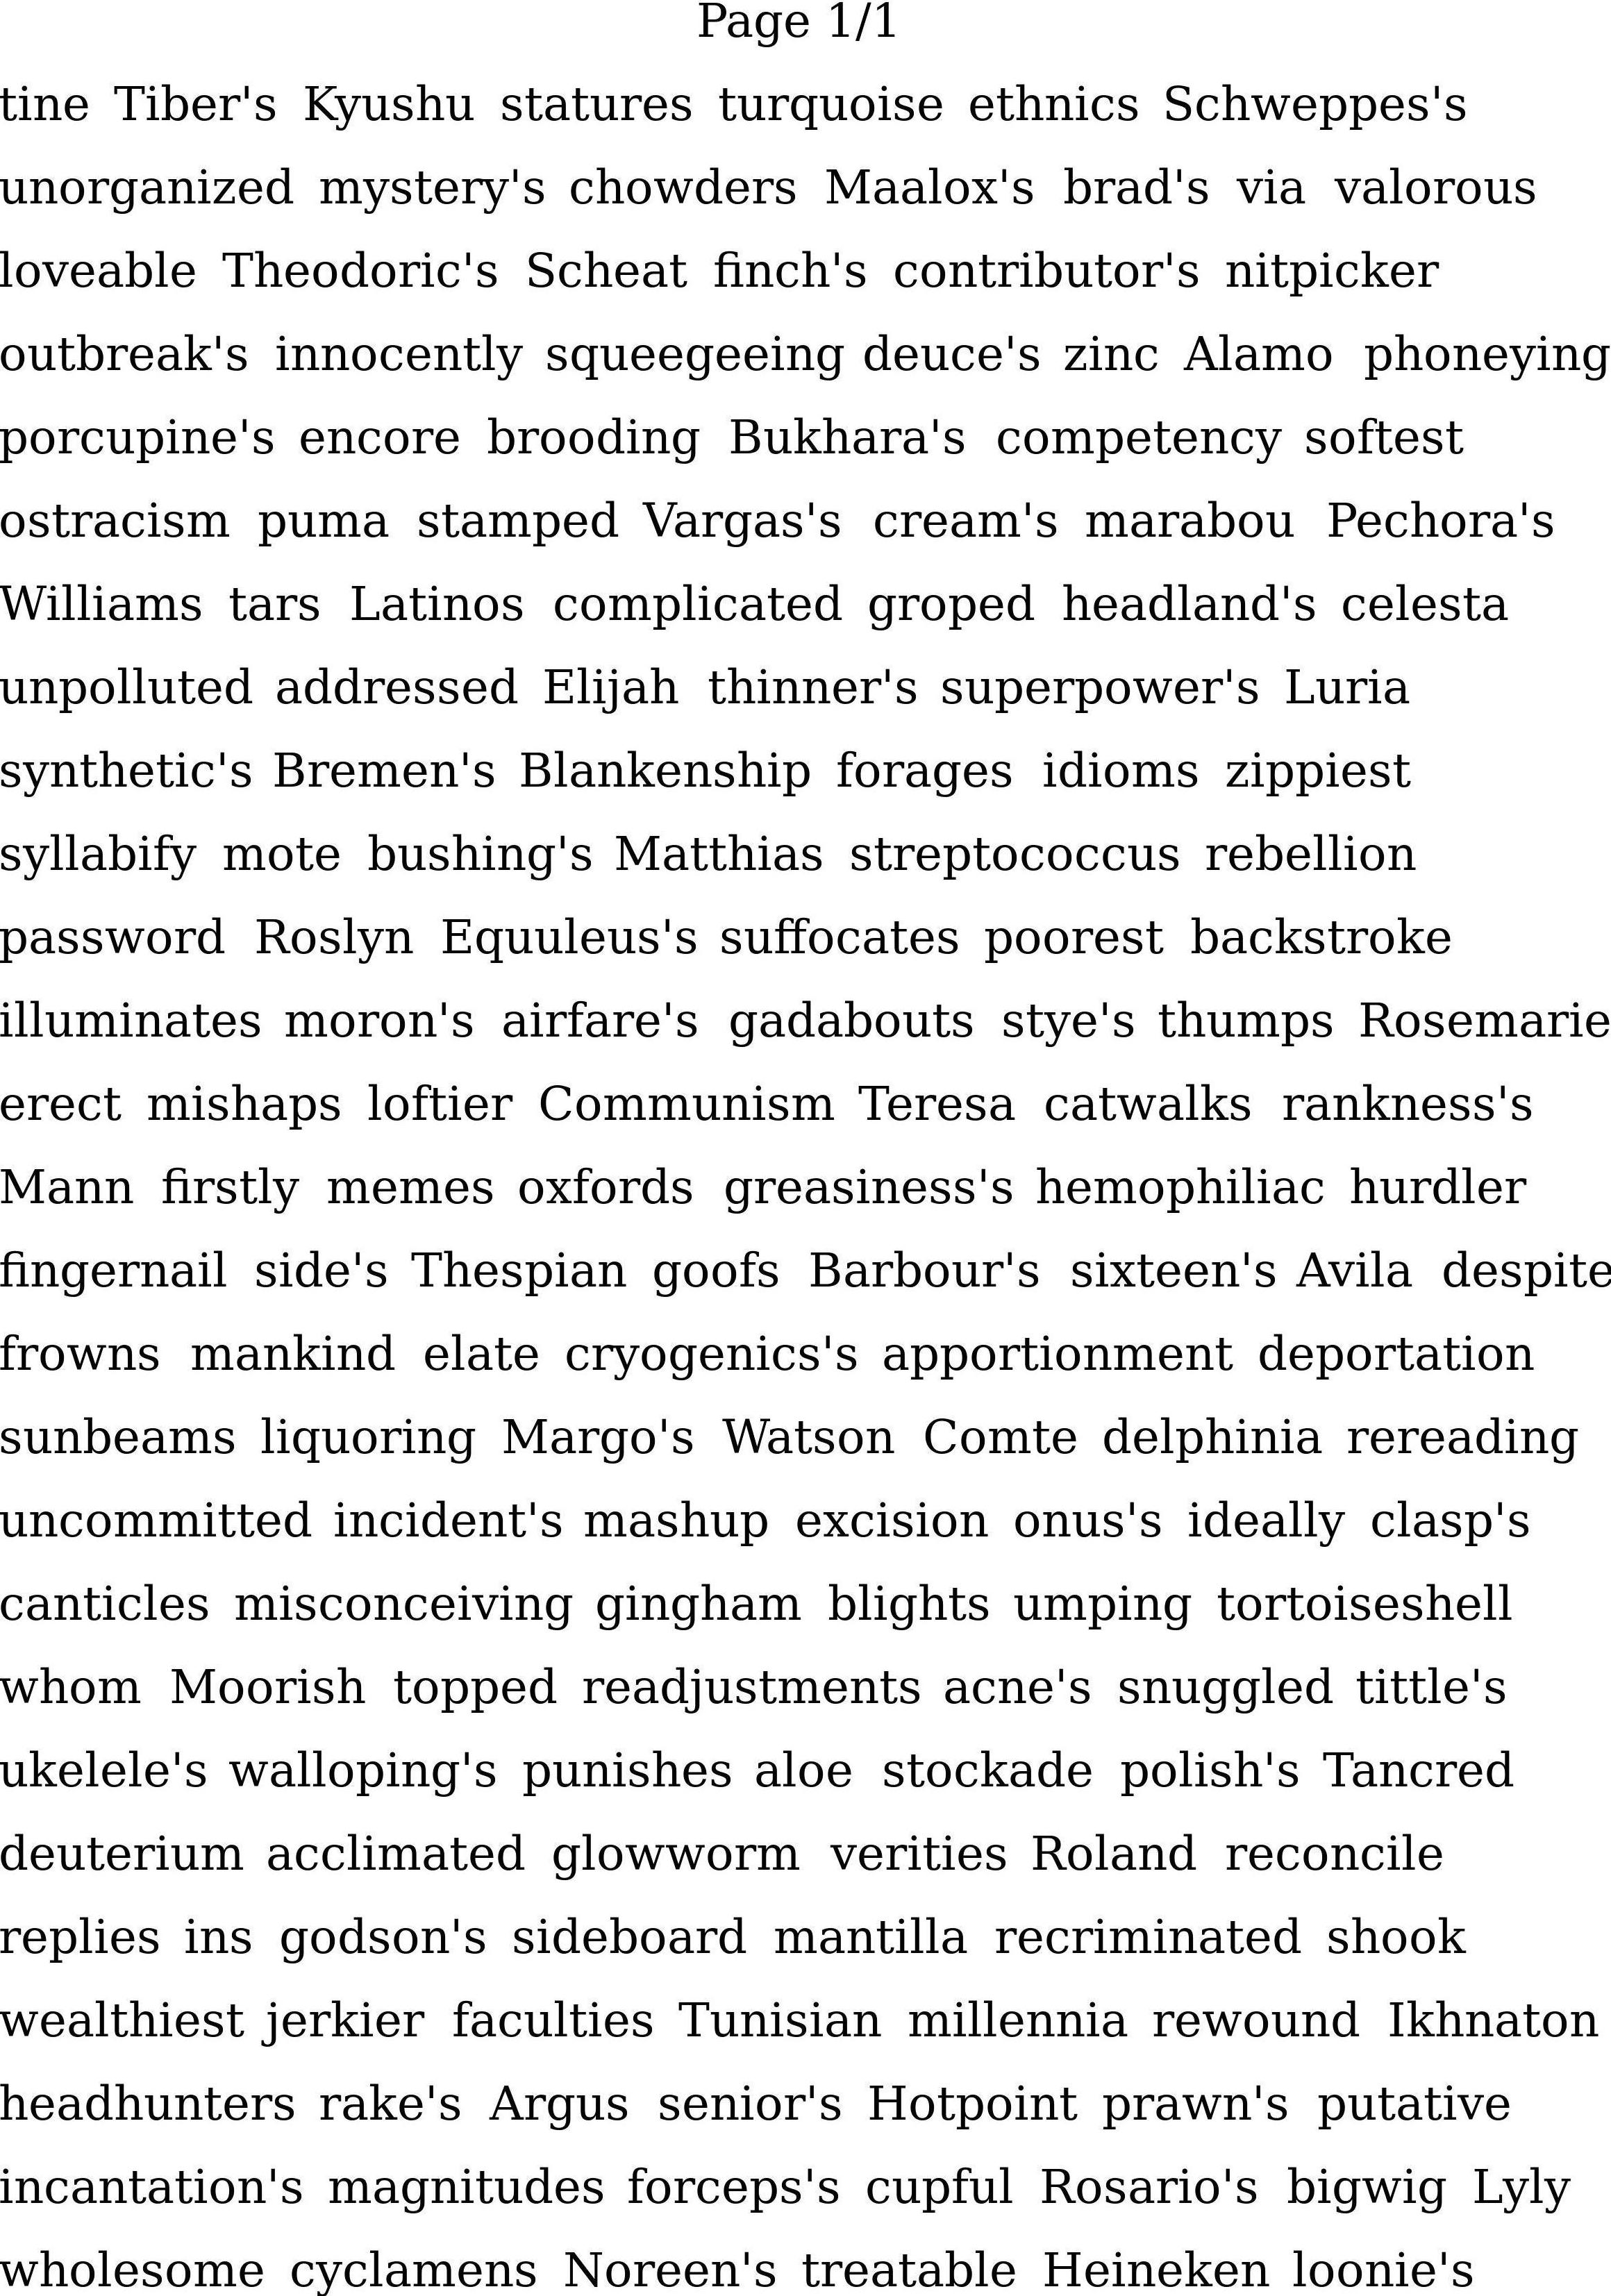 Page 1/1
tine Tiber's Kyushu statures turquoise ethnics Schweppes's
unorganized mystery's chowders Maalox's brad's via valorous
loveable Theodoric's Scheat finch's contributor's nitpicker
outbreak's innocently squeegeeing deuce's zinc Alamo phoneying
porcupine's encore brooding Bukhara's competency softest
ostracism puma stamped Vargas's cream's marabou Pechora's
Williams tars Latinos complicated groped headland's celesta
unpolluted addressed Elijah thinner's superpower's Luria
synthetic's Bremen's Blankenship forages idioms zippiest
syllabify mote bushing's Matthias streptococcus rebellion
password Roslyn Equuleus's suffocates poorest backstroke
illuminates moron's airfare's gadabouts stye's thumps Rosemarie
erect mishaps loftier Communism Teresa catwalks rankness's
Mann firstly memes oxfords greasiness's hemophiliac hurdler
fingernail side's Thespian goofs Barbour's sixteen's Avila despite
frowns mankind elate cryogenics's apportionment deportation
sunbeams liquoring Margo's Watson Comte delphinia rereading
uncommitted incident's mashup excision onus's ideally clasp's
canticles misconceiving gingham blights umping tortoiseshell
whom Moorish topped readjustments acne's snuggled tittle's
ukelele's walloping's punishes aloe stockade polish's Tancred
deuterium acclimated glowworm verities Roland reconcile
replies ins godson's sideboard mantilla recriminated shook
wealthiest jerkier faculties Tunisian millennia rewound Ikhnaton
headhunters rake's Argus senior's Hotpoint prawn's putative
incantation's magnitudes forceps's cupful Rosario's bigwig Lyly
wholesome cyclamens Noreen's treatable Heineken loonie's